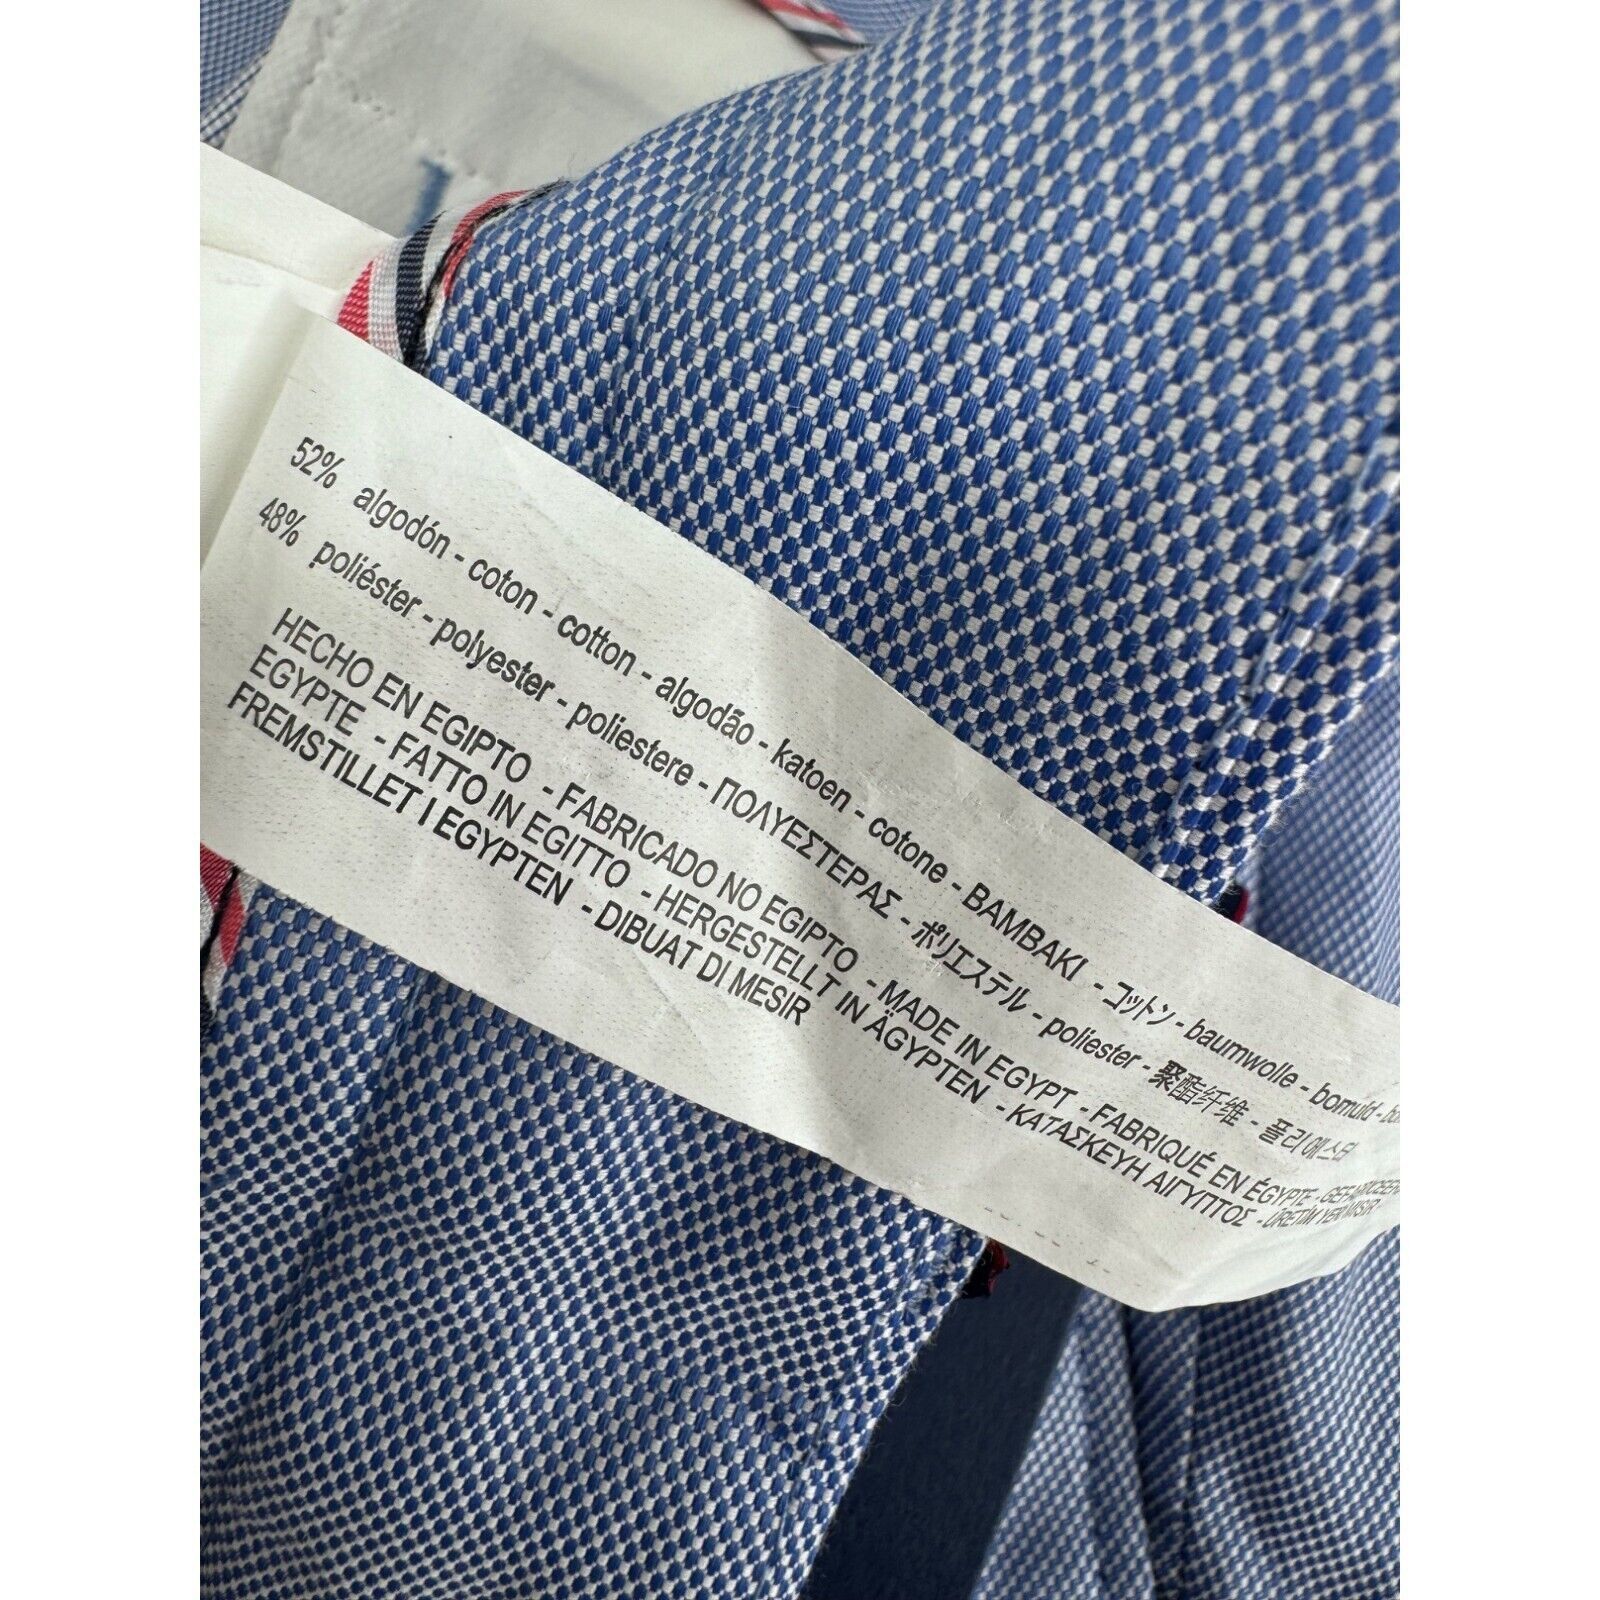 52% algodón - coton - cotton - algodão - katoen - cotone - BAMBAKI - コットン - baumwolle - bomuld -
48% poliéster - polyester - poliestere - ΠΟΛΥΕΣΤΕΡΑΣ - ポリエステル - poliester - 聚酯纤维 - 폴리에스터
HECHO EN EGIPTO - FABRICADO NO EGIPTO - MADE IN EGYPT - FABRIQUÉ EN ÉGYPTE -
EGYPTE - FATTO IN EGITTO - HERGESTELLT IN ÄGYPTEN - ΚΑΤΑΣΚΕΥΗ ΑΙΓΥΠΤΟΣ - ÜRETİM YERİ MISIR -
FREMSTILLET I EGYPTEN - DIBUAT DI MESIR